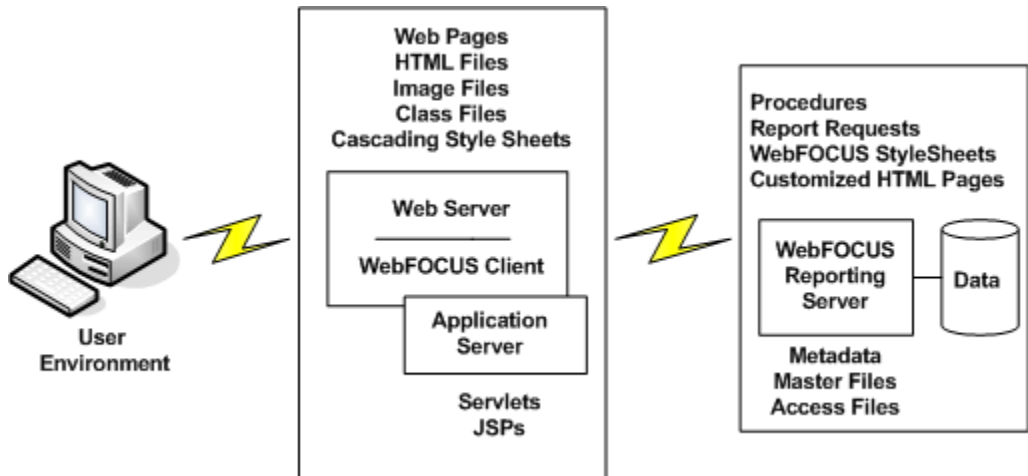 User
Environment
Web Pages
HTML Files
Image Files
Class Files
Cascading Style Sheets
Web Server
WebFOCUS Client
Application
Server
Servlets
JSPs
Procedures
Report Requests
WebFOCUS StyleSheets
Customized HTML Pages
WebFOCUS
Reporting
Server
Data
Metadata
Master Files
Access Files